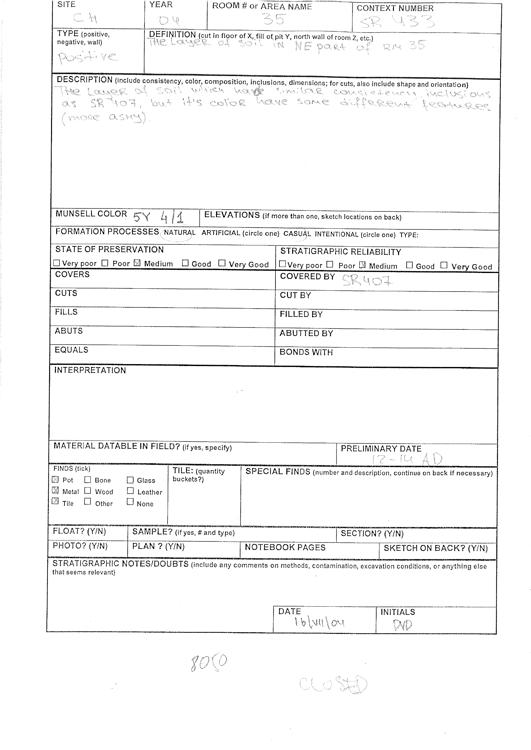 SITE YEAR ROOM # or AREA NAME CONTEXT NUMBER
CH 04 35 SR 433
TYPE (positive, negative, wall) DEFINITION (cut in floor of X, fill of pit Y, north wall of room Z, etc.)
positive The layer of soil in NE part of RM 35
DESCRIPTION (include consistency, color, composition, inclusions, dimensions; for cuts, also include shape and orientation)
The Layer of soil which have similar consistency inclusions
as SR 407, but it's color have some different features
(more ashy)
MUNSELL COLOR 5Y 4/1 ELEVATIONS (if more than one, sketch locations on back)
FORMATION PROCESSES NATURAL ARTIFICIAL (circle one) CASUAL INTENTIONAL (circle one) TYPE:
STATE OF PRESERVATION STRATIGRAPHIC RELIABILITY
☐ Very poor ☐ Poor ☒ Medium ☐ Good ☐ Very Good ☐ Very poor ☐ Poor ☒ Medium ☐ Good ☐ Very Good
COVERS COVERED BY SR407
CUTS CUT BY
FILLS FILLED BY
ABUTS ABUTTED BY
EQUALS BONDS WITH
INTERPRETATION
MATERIAL DATABLE IN FIELD? (if yes, specify) PRELIMINARY DATE
12-14 AD
FINDS (tick) TILE: (quantity buckets?) SPECIAL FINDS (number and description, continue on back if necessary)
☒ Pot ☐ Bone ☐ Glass
☒ Metal ☐ Wood ☐ Leather
☒ Tile ☐ Other ☐ None
FLOAT? (Y/N) SAMPLE? (if yes, # and type) SECTION? (Y/N)
PHOTO? (Y/N) PLAN ? (Y/N) NOTEBOOK PAGES SKETCH ON BACK? (Y/N)
STRATIGRAPHIC NOTES/DOUBTS (include any comments on methods, contamination, excavation conditions, or anything else
that seems relevant)
DATE INITIALS
16/VII/04 DVD
8050
CLOSED